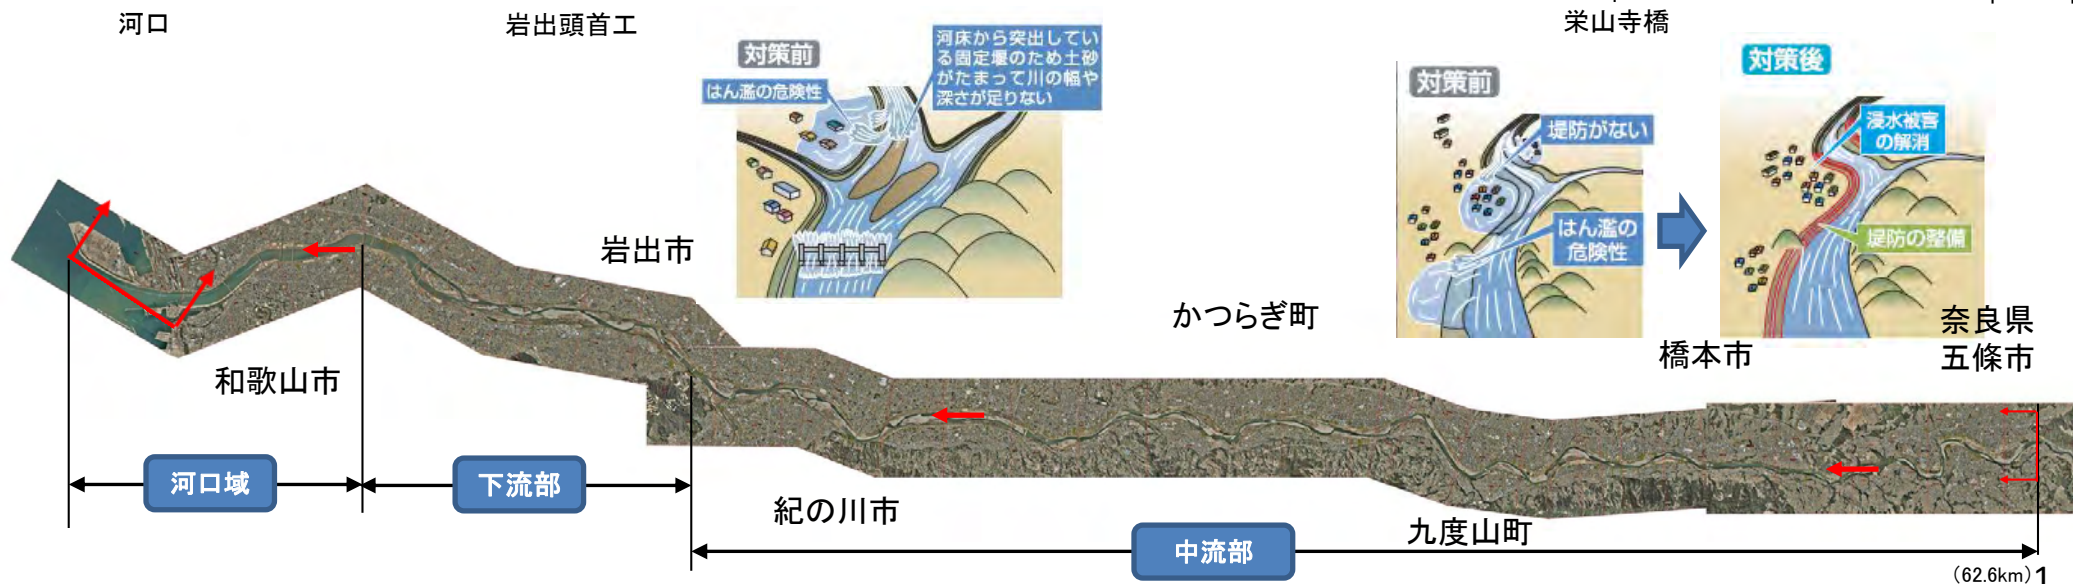 河口
岩出頭首工
栄山寺橋
対策前
はん濫の危険性
河床から突出してい
る固定堰のため土砂
がたまって川の幅や
深さが足りない
対策前
堤防がない
はん濫の
危険性
対策後
浸水被害
の解消
堤防の整備
岩出市
かつらぎ町
橋本市
奈良県
五條市
和歌山市
紀の川市
九度山町
河口域
下流部
中流部
(62.6km)
1